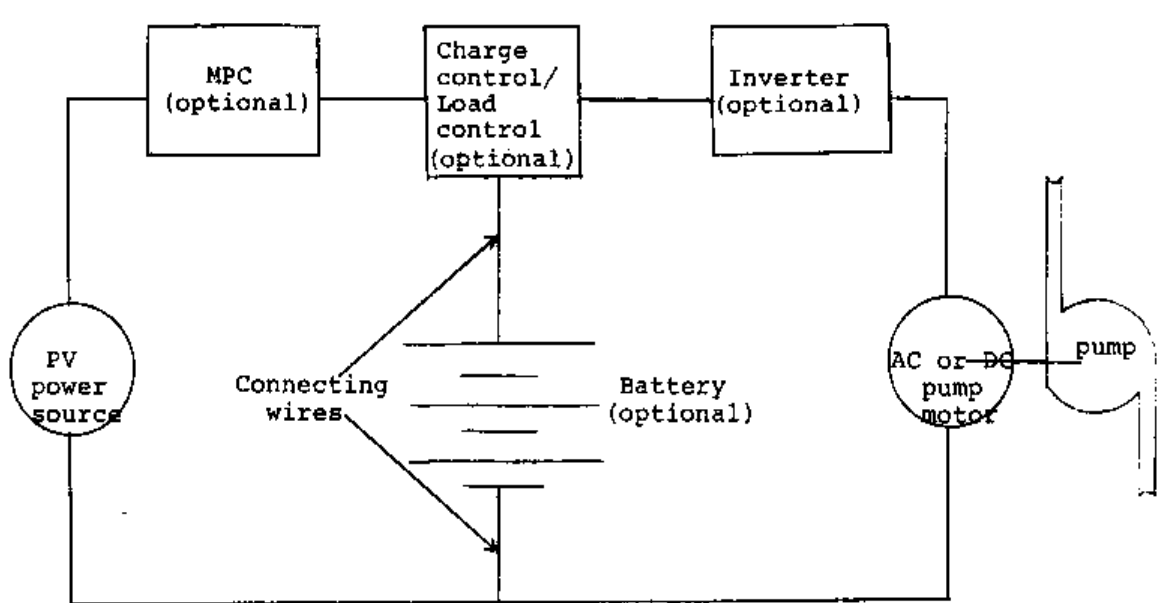 MPC
(optional)
Charge
control/
Load
control
(optional)
Inverter
(optional)
PV
power
source
Connecting
wires
Battery
(optional)
AC or DC
pump
motor
pump